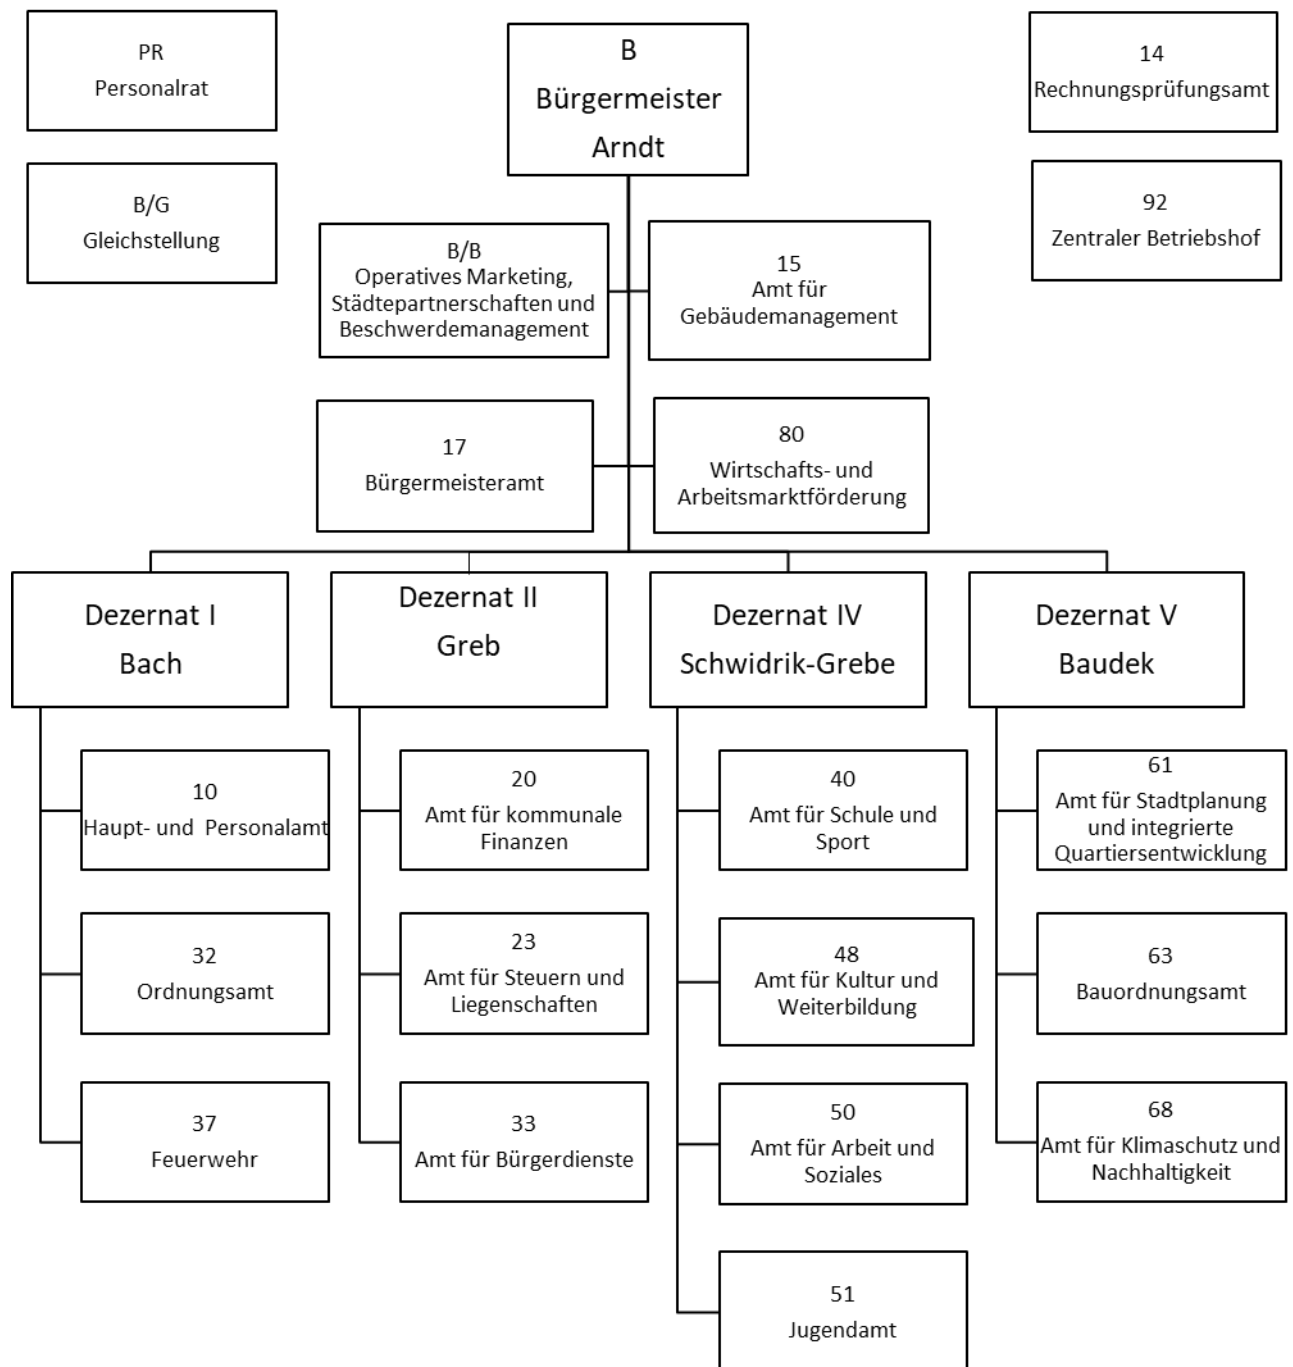 PR
Personalrat
B/G
Gleichstellung
B
Bürgermeister
Arndt
14
Rechnungsprüfungsamt
92
Zentraler Betriebshof
B/B
Operatives Marketing,
Städtepartnerschaften und
Beschwerdemanagement
15
Amt für
Gebäudemanagement
17
Bürgermeisteramt
80
Wirtschafts- und
Arbeitsmarktförderung
Dezernat I
Bach
10
Haupt- und Personalamt
32
Ordnungsamt
37
Feuerwehr
Dezernat II
Greb
20
Amt für kommunale
Finanzen
23
Amt für Steuern und
Liegenschaften
33
Amt für Bürgerdienste
Dezernat IV
Schwidrik-Grebe
40
Amt für Schule und
Sport
48
Amt für Kultur und
Weiterbildung
50
Amt für Arbeit und
Soziales
51
Jugendamt
Dezernat V
Baudek
61
Amt für Stadtplanung
und integrierte
Quartiersentwicklung
63
Bauordnungsamt
68
Amt für Klimaschutz und
Nachhaltigkeit